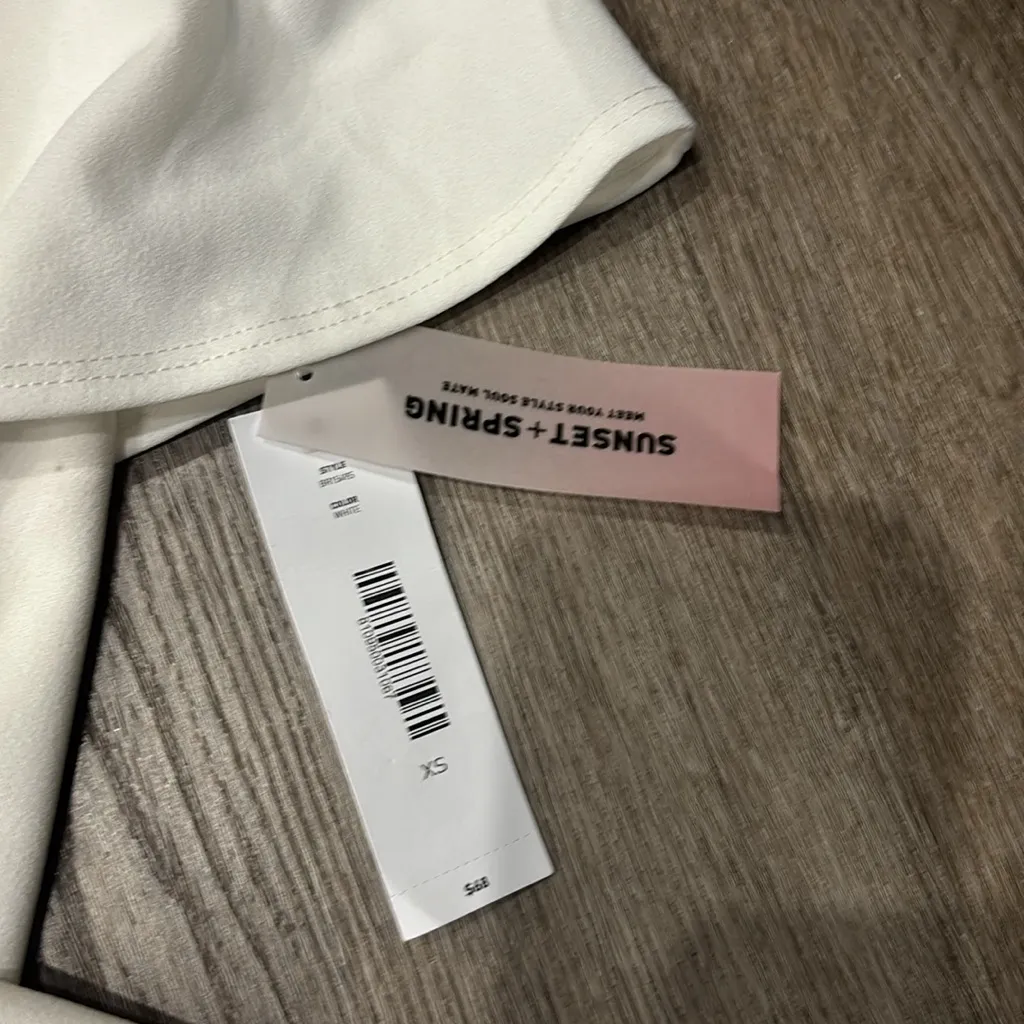 SUNSET+SPRING
MEET YOUR STYLE SOUL MATE
STYLE
COLOR
WHITE
XS